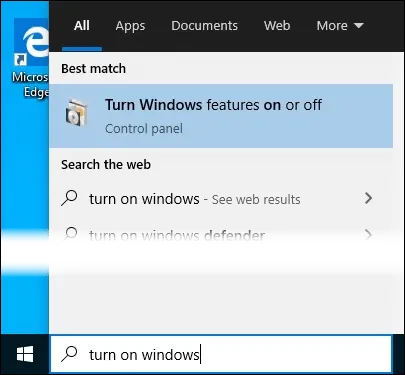 All Apps Documents Web More
Microsoft
Edge
Best match
Turn Windows features on or off
Control panel
Search the web
turn on windows - See web results
turn on windows defender
turn on windows